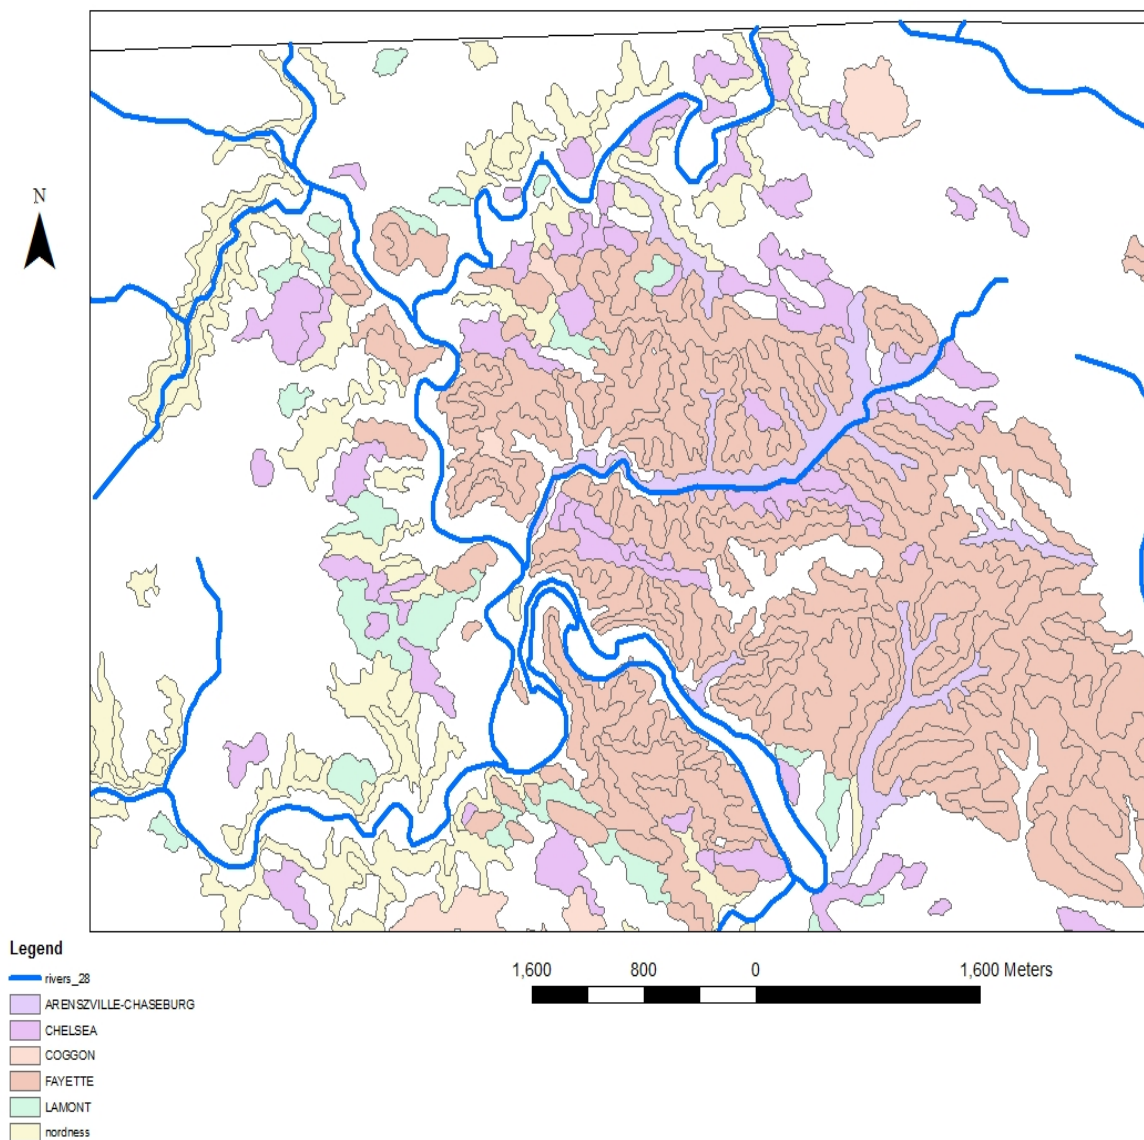 N
Legend
rivers_28
ARENSZVILLE-CHASEBURG
CHELSEA
COGGON
FAYETTE
LAMONT
nordness
1,600 800 0 1,600 Meters